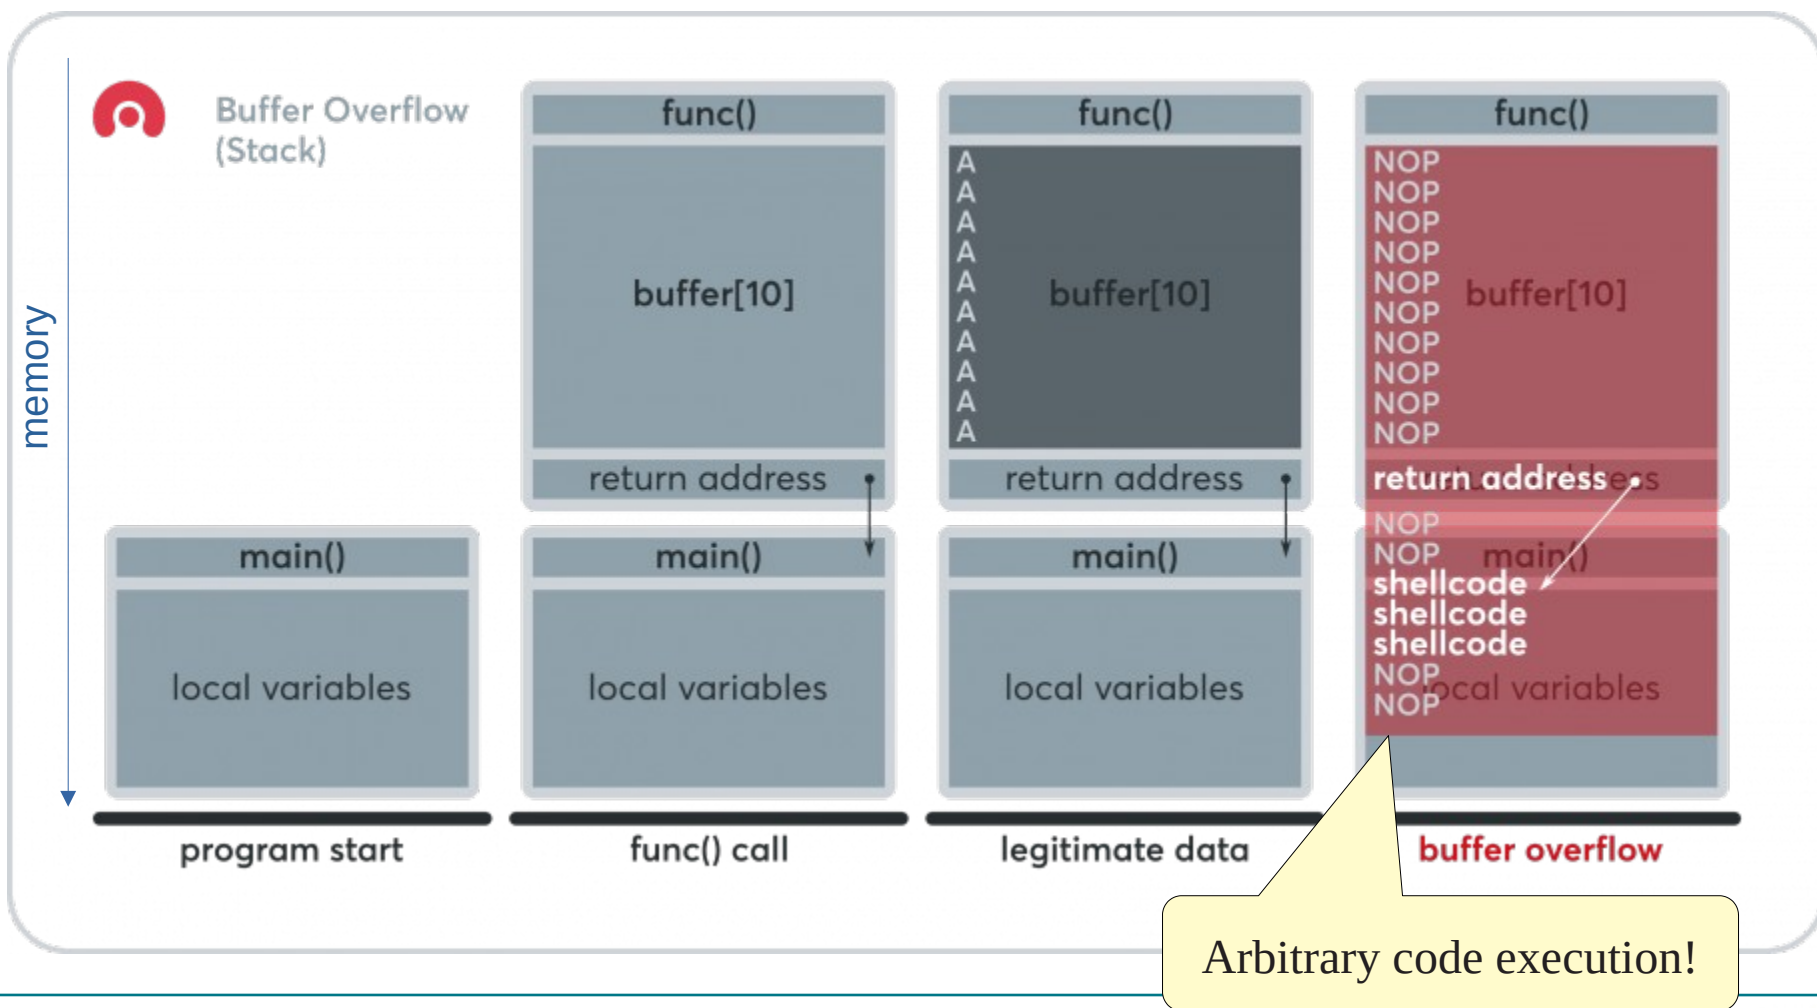 memory
Buffer Overflow
(Stack)
main()
local variables
program start
func()
buffer[10]
return address
main()
local variables
func() call
func()
A
A
A
A
A
A
A
A
A
A
buffer[10]
return address
main()
local variables
legitimate data
func()
NOP
NOP
NOP
NOP
NOP
NOP
NOP
NOP
NOP
NOP
buffer[10]
return address
return address
NOP
NOP
main()
shellcode
shellcode
shellcode
NOP
NOP
local variables
buffer overflow
Arbitrary code execution!